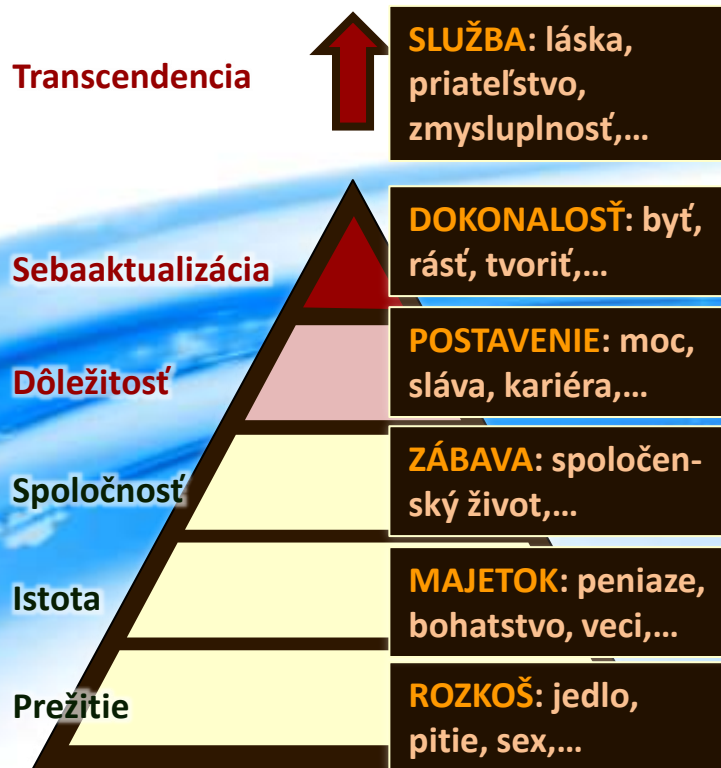 Transcendencia
SLUŽBA: láska,
priateľstvo,
zmysluplnosť,...
Sebaaktualizácia
DOKONALOSŤ: byť,
rásť, tvoriť,...
Dôležitosť
POSTAVENIE: moc,
sláva, kariéra,...
Spoločnosť
ZÁBAVA: spoločen-
ský život,...
Istota
MAJETOK: peniaze,
bohatstvo, veci,...
Prežitie
ROZKOŠ: jedlo,
pitie, sex,...